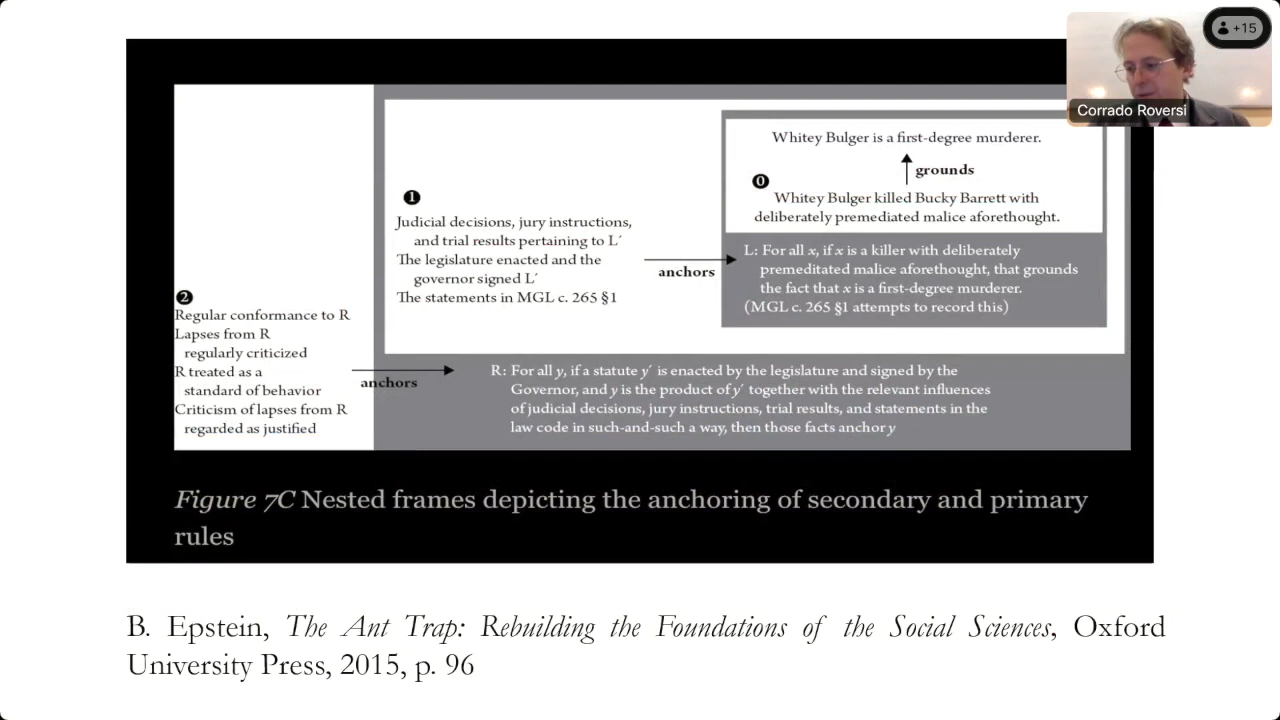 +15
Corrado Roversi
Whitey Bulger is a first-degree murderer.
grounds
0
Whitey Bulger killed Bucky Barrett with
deliberately premediated malice aforethought.
1
Judicial decisions, jury instructions,
and trial results pertaining to L´
The legislature enacted and the
governor signed L´
The statements in MGL c. 265 §1
anchors
L: For all x, if x is a killer with deliberately
premeditated malice aforethought, that grounds
the fact that x is a first-degree murderer.
(MGL c. 265 §1 attempts to record this)
2
Regular conformance to R
Lapses from R
regularly criticized
R treated as a
standard of behavior
Criticism of lapses from R
regarded as justified
anchors
R: For all y, if a statute y´ is enacted by the legislature and signed by the
Governor, and y is the product of y´ together with the relevant influences
of judicial decisions, jury instructions, trial results, and statements in the
law code in such-and-such a way, then those facts anchor y
Figure 7C Nested frames depicting the anchoring of secondary and primary
rules
B. Epstein, The Ant Trap: Rebuilding the Foundations of the Social Sciences, Oxford
University Press, 2015, p. 96